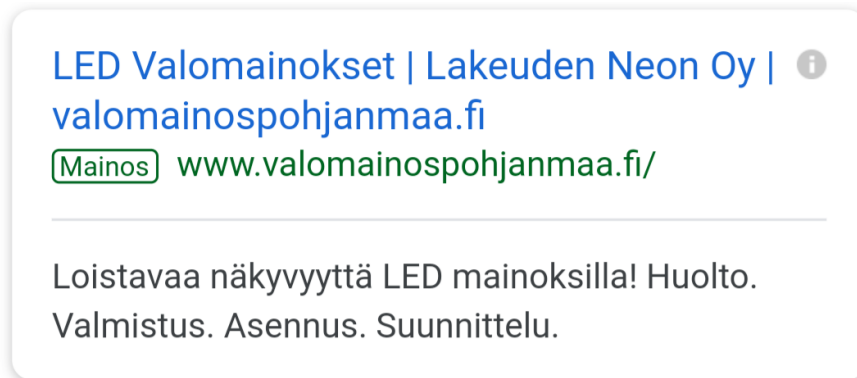 LED Valomainokset | Lakeuden Neon Oy |
valomainospohjanmaa.fi
Mainos www.valomainospohjanmaa.fi/
Loistavaa näkyvyyttä LED mainoksilla! Huolto.
Valmistus. Asennus. Suunnittelu.